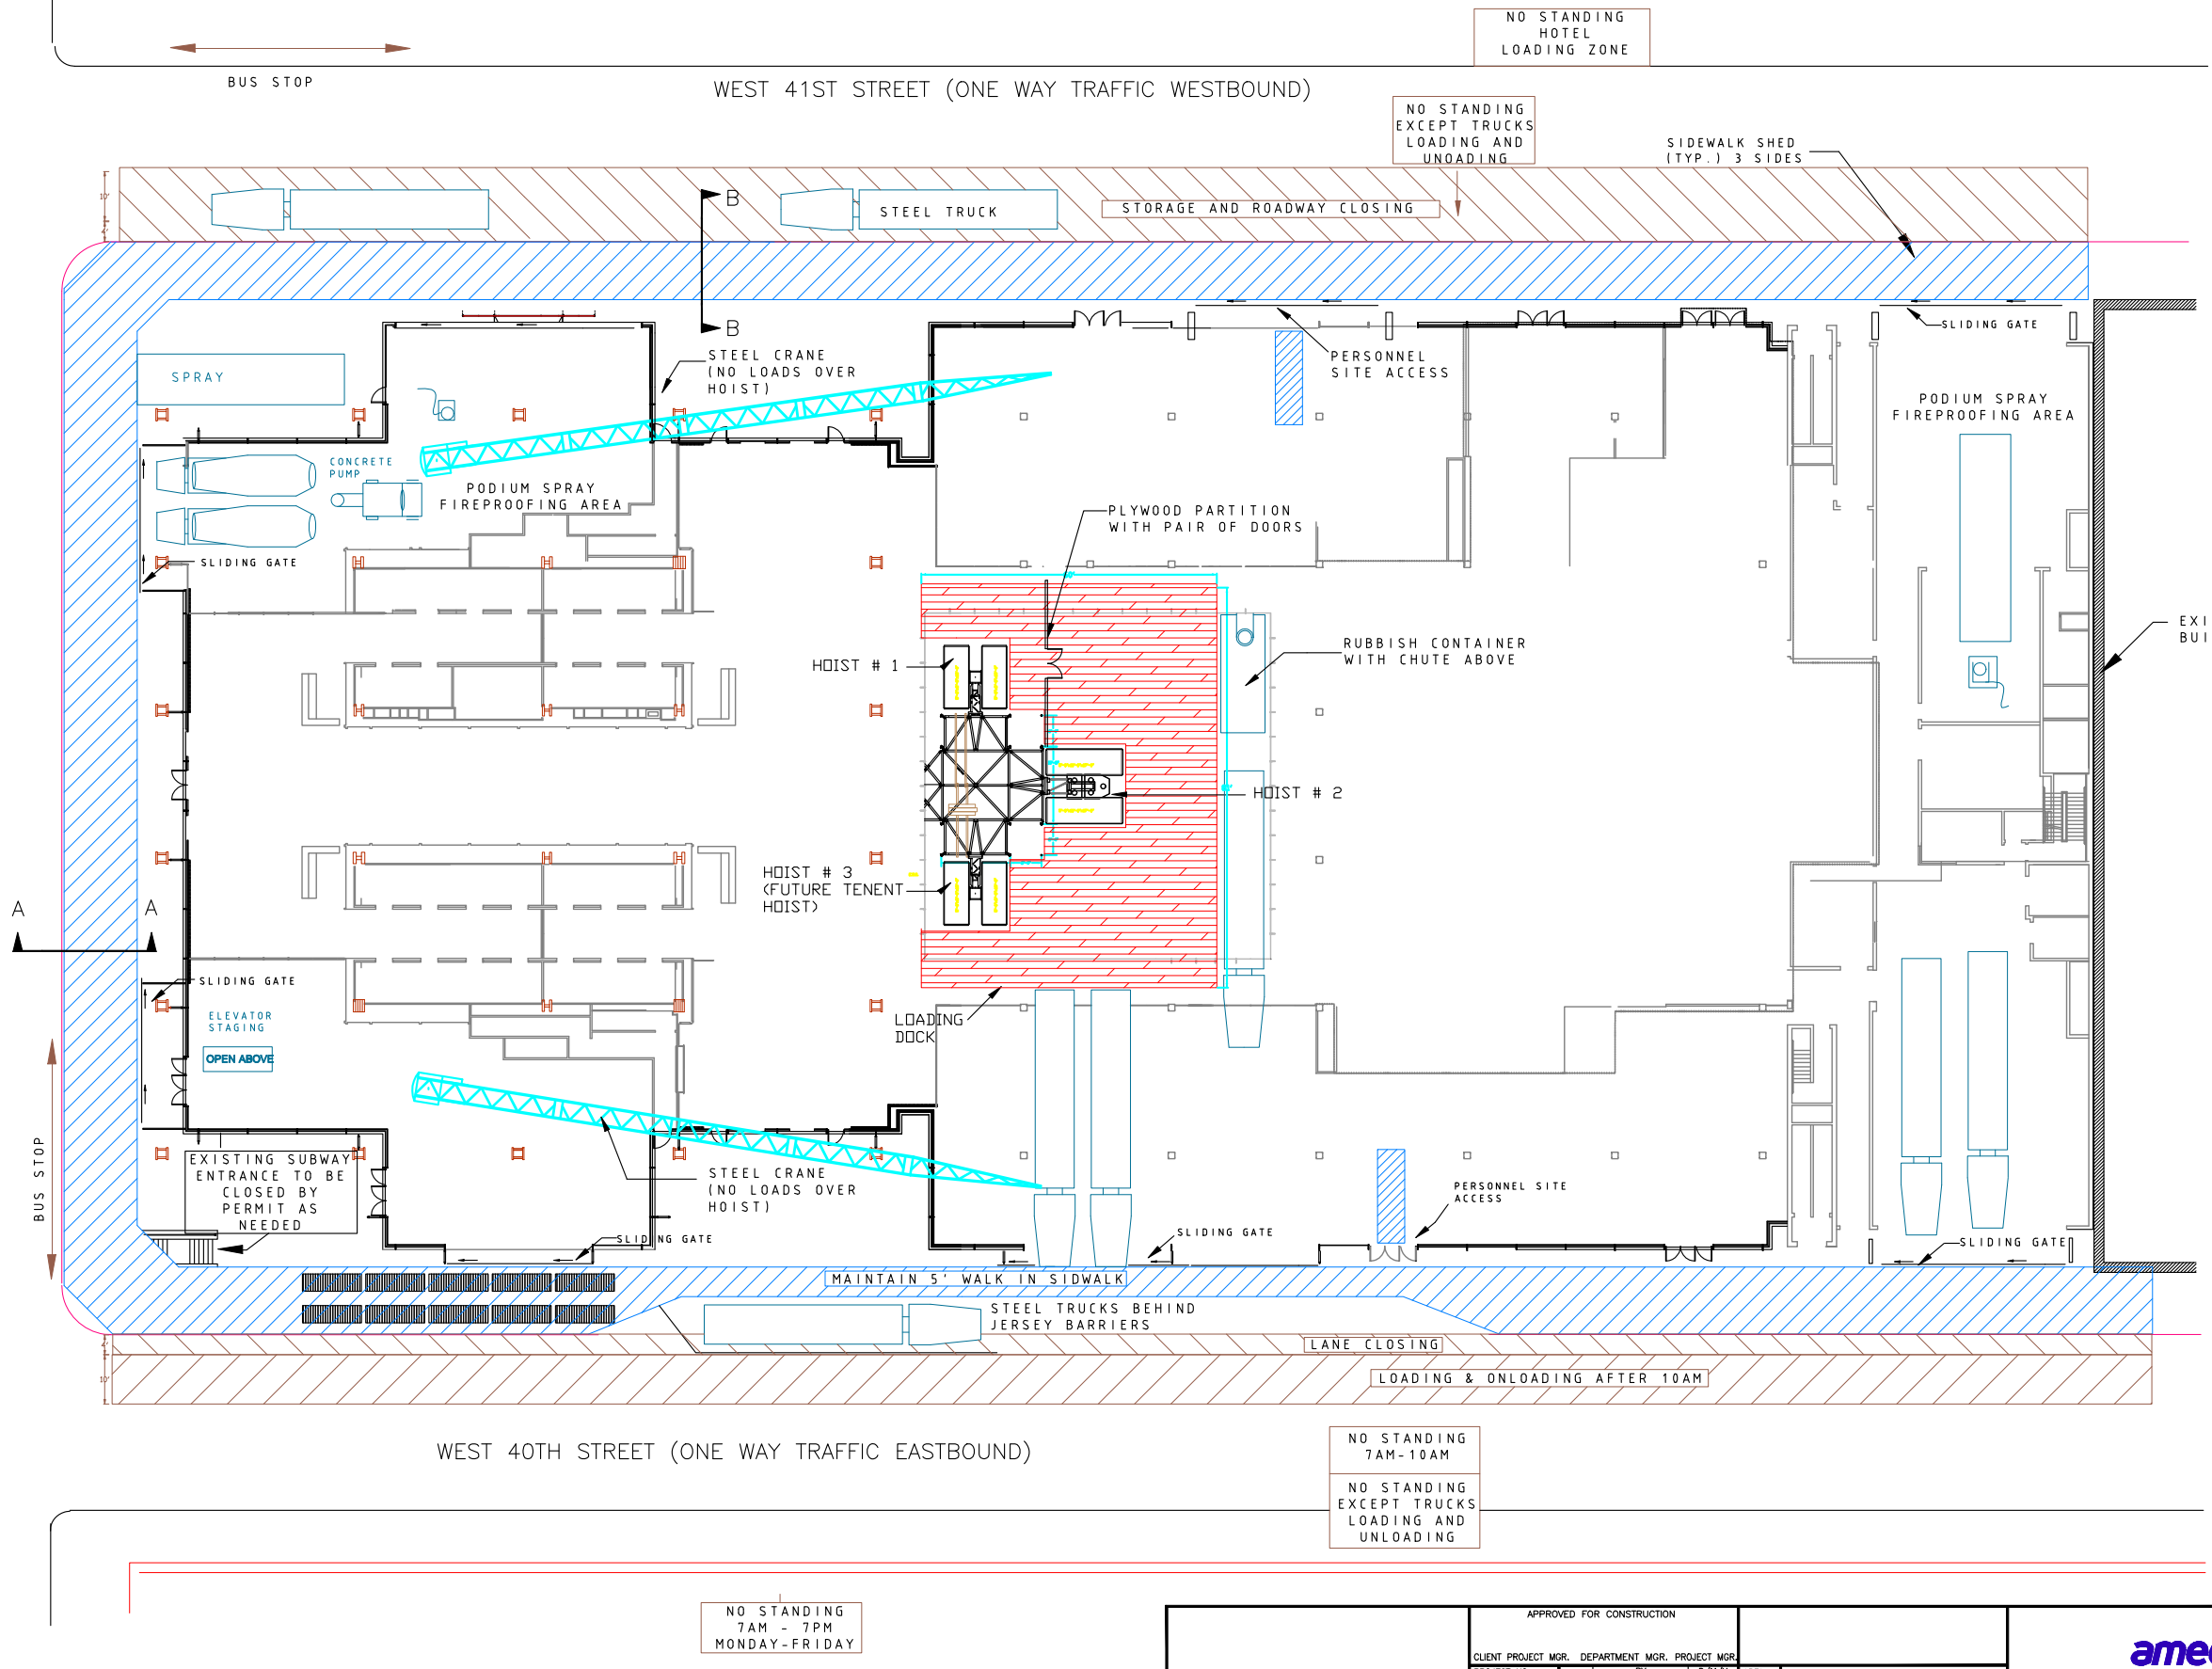 NO STANDING
HOTEL
LOADING ZONE
BUS STOP
WEST 41ST STREET (ONE WAY TRAFFIC WESTBOUND)
NO STANDING
EXCEPT TRUCKS
LOADING AND
UNOADING
SIDEWALK SHED
(TYP.) 3 SIDES
10'
B
STEEL TRUCK
STORAGE AND ROADWAY CLOSING
B
SLIDING GATE
STEEL CRANE
(NO LOADS OVER
HOIST)
PERSONNEL
SITE ACCESS
SPRAY
PODIUM SPRAY
FIREPROOFING AREA
CONCRETE
PUMP
PODIUM SPRAY
FIREPROOFING AREA
PLYWOOD PARTITION
WITH PAIR OF DOORS
SLIDING GATE
EXI
BUI
HOIST # 1
RUBBISH CONTAINER
WITH CHUTE ABOVE
HOIST # 2
HOIST # 3
(FUTURE TENENT
HOIST)
A
A
SLIDING GATE
ELEVATOR
STAGING
LOADING
DOCK
OPEN ABOVE
BUS STOP
EXISTING SUBWAY
ENTRANCE TO BE
CLOSED BY
PERMIT AS
NEEDED
STEEL CRANE
(NO LOADS OVER
HOIST)
PERSONNEL SITE
ACCESS
SLIDING GATE
SLIDING GATE
SLIDING GATE
MAINTAIN 5' WALK IN SIDWALK
STEEL TRUCKS BEHIND
JERSEY BARRIERS
LANE CLOSING
10'
LOADING & ONLOADING AFTER 10AM
WEST 40TH STREET (ONE WAY TRAFFIC EASTBOUND)
NO STANDING
7AM-10AM
NO STANDING
EXCEPT TRUCKS
LOADING AND
UNLOADING
NO STANDING
7AM - 7PM
MONDAY-FRIDAY
APPROVED FOR CONSTRUCTION
CLIENT PROJECT MGR. DEPARTMENT MGR. PROJECT MGR.
ame